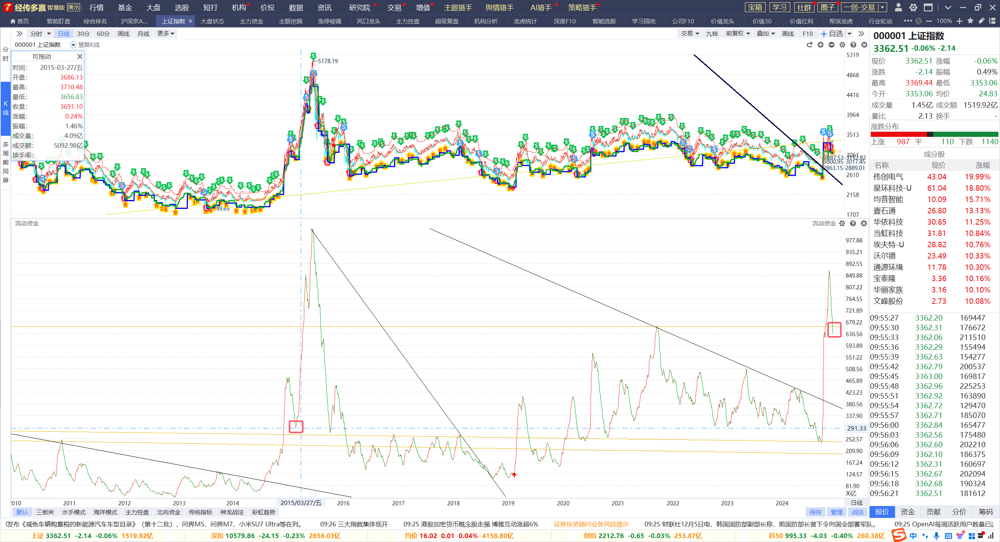 经传多赢 智尊版 演示 行情 基金 大盘 选股 短打 机构 价投 数据 资讯 研究院 交易 增值 主题猎手 舆情猎手 AI猎手 策略猎手 宝箱 学习 社群 圈子 一创-交易
首页 智能盯盘 综合排名 沪深京A... 上证指数 大盘状态 主力资金 主题挖掘 涨停棱镜 风口龙头 主力控盘 超级复盘 机构分析 龙虎统计 深度F10 智能选股 学习园地 公司F10 价值龙头 价值30 价值红利 帮派龙虎 行业轮动 100%
分时 日线 30分 60分 周线 月线 更多 交易 九转 前复权 叠加 画线 F10 自选
000001 上证指数 慧眼K线
分时
K线
多周期同屏
可拖动
时间: 2015-03-27/五
开盘: 3686.13
最高: 3710.48
最低: 3656.83
收盘: 3691.10
涨幅: 0.24%
振幅: 1.46%
成交量: 4.09亿
成交额: 5092.98亿
换手率:
5178.19
5319
4868
4416
3964
3513
3061
2610
2158
1707
3087.53-3152.82
3000.95-3017.45
2863.15-2889.01
流动资金 流动资金
977.88
935.21
892.55
849.88
807.22
764.55
721.89
679.22
636.56
593.89
551.22
508.56
465.89
423.23
380.56
337.90
291.33
252.57
209.90
167.24
124.57
81.90
X亿
2010 2011 2012 2013 2014 2015/03/27/五 2016 2017 2018 2019 2020 2021 2022 2023 2024 日线
默认 三板斧 水手模式 海洋模式 主力控盘 北向资金 传统指标 神龙战法 彩虹趋势 保存 管理 战法
000001 上证指数
3362.51 -0.06% -2.14
现价 3362.51 涨幅 -0.06%
涨跌 -2.14 振幅 0.49%
最高 3369.44 最低 3353.06
今开 3353.06 均价 24.83
成交量 1.45亿 成交额 1519.92亿
量比 2.13 换手 -
涨跌分布
上涨 987 平 110 下跌 1140
成分股
名称 现价 涨幅
伟创电气 43.04 19.99%
星环科技-U 61.04 18.80%
均普智能 10.09 15.71%
壹石通 26.80 13.13%
华依科技 30.85 11.25%
当虹科技 31.81 10.84%
埃夫特-U 28.82 10.76%
沃尔德 23.49 10.33%
通源环境 11.78 10.30%
宝泰隆 3.36 10.16%
华丽家族 3.16 10.10%
文峰股份 2.73 10.08%
09:55:27 3362.20 169447
09:55:30 3362.31 176672
09:55:33 3362.06 211510
09:55:36 3362.29 155494
09:55:39 3362.63 154277
09:55:42 3362.79 200537
09:55:45 3363.00 169817
09:55:48 3362.96 225253
09:55:51 3362.92 163890
09:55:54 3362.72 129470
09:55:57 3362.71 185070
09:56:00 3362.84 165477
09:56:03 3362.56 175480
09:56:06 3362.60 202210
09:56:09 3362.10 186375
09:56:12 3362.31 160697
09:56:15 3362.67 202094
09:56:18 3362.68 190324
09:56:21 3362.51 181612
报价 资金 贡献 分价 筹码
发布《减免车辆购置税的新能源汽车车型目录》（第十二批），问界M5、问界M7、小米SU7 Ultra等在列。 09:26 三大指数集体低开 09:25 港股加密货币概念股走强 博雅互动涨超6% 证券投资顾问业务风险提示 09:25 财联社12月5日电，韩国国防部副部长称，前国防部长曾下令向国会部署军队。 09:25 OpenAI每周活跃用户数量已
上证 3362.51 -2.14 -0.06% 1519.92亿 深指 10579.86 -24.15 -0.23% 2656.03亿 均价 16.02 0.01 0.04% 4158.80亿 创指 2212.76 -0.65 -0.03% 253.87亿 科50 995.33 -4.03 -0.40% 260.38亿 中